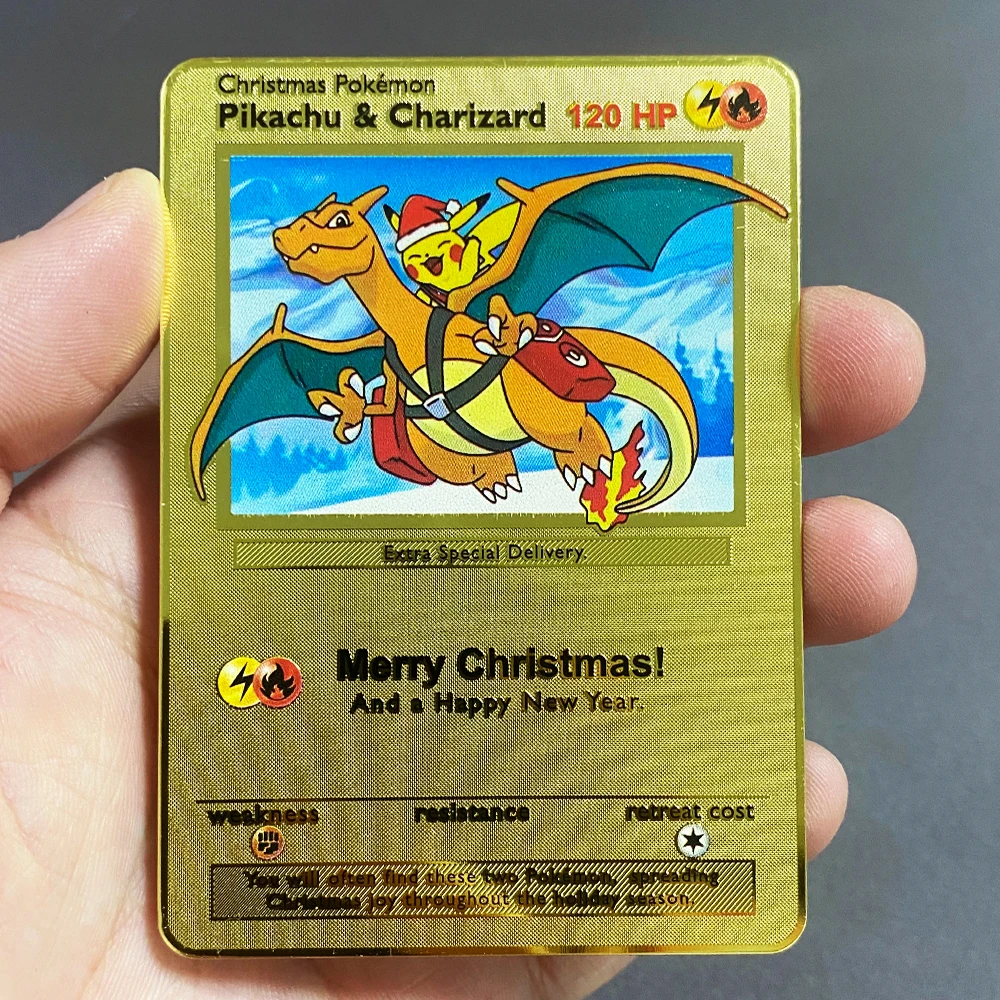 Christmas Pokémon
Pikachu & Charizard 120 HP
Extra Special Delivery.
Merry Christmas!
And a Happy New Year.
weakness resistance retreat cost
You will often find these two Pokémon, spreading
Christmas joy throughout the holiday season.